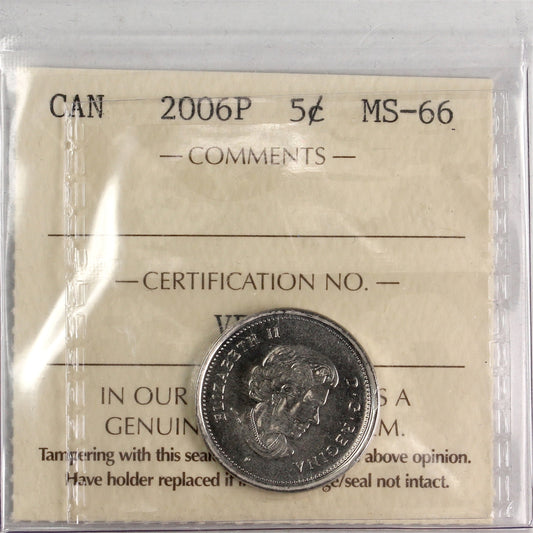 CAN 2006P 5¢ MS-66
— COMMENTS —
— CERTIFICATION NO. —
IN OUR A
GENUIN
Tampering with this above opinion.
Have holder replaced if seal not intact.
ELIZABETH II D·G·REGINA
P